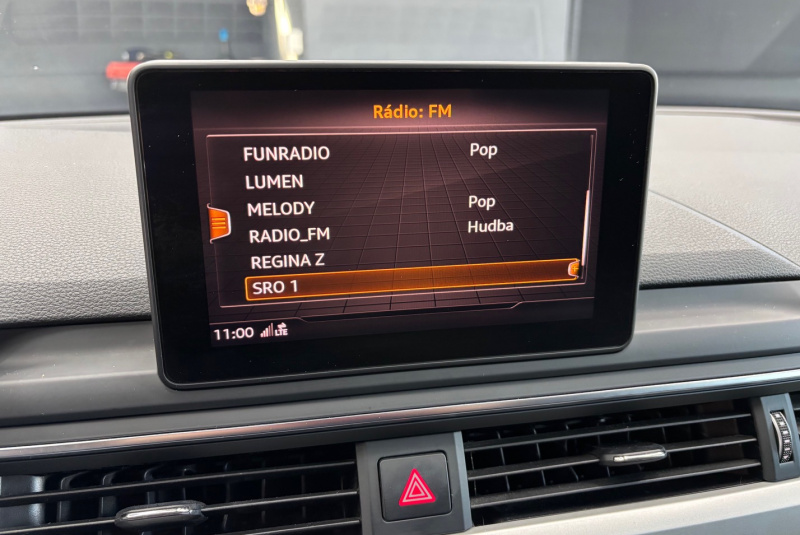 Rádio: FM
FUNRADIO Pop
LUMEN
MELODY Pop
RADIO_FM Hudba
REGINA Z
SRO 1
11:00 LTE